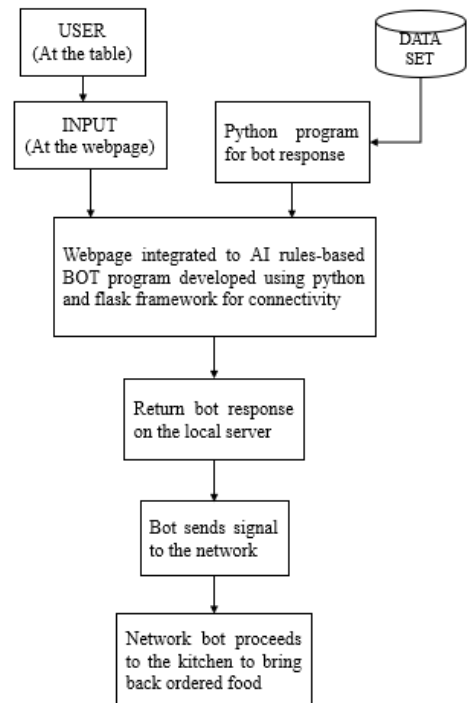 USER
(At the table)
DATA
SET
INPUT
(At the webpage)
Python program
for bot response
Webpage integrated to AI rules-based
BOT program developed using python
and flask framework for connectivity
Return bot response
on the local server
Bot sends signal
to the network
Network bot proceeds
to the kitchen to bring
back ordered food